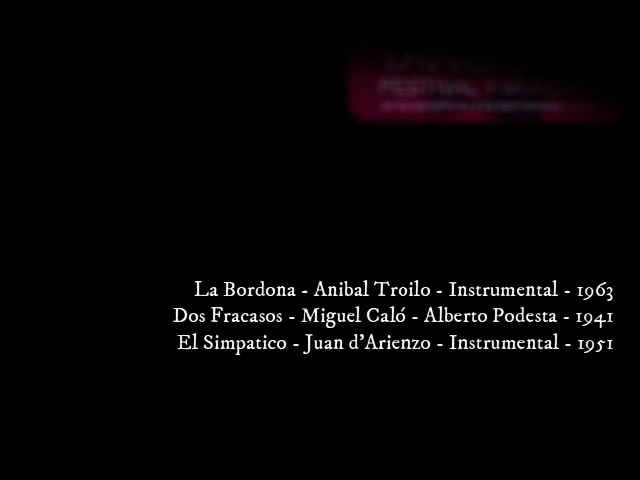 FESTIVAL Y
La Bordona - Anibal Troilo - Instrumental - 1963
Dos Fracasos - Miguel Caló - Alberto Podesta - 1941
El Simpatico - Juan d'Arienzo - Instrumental - 1951